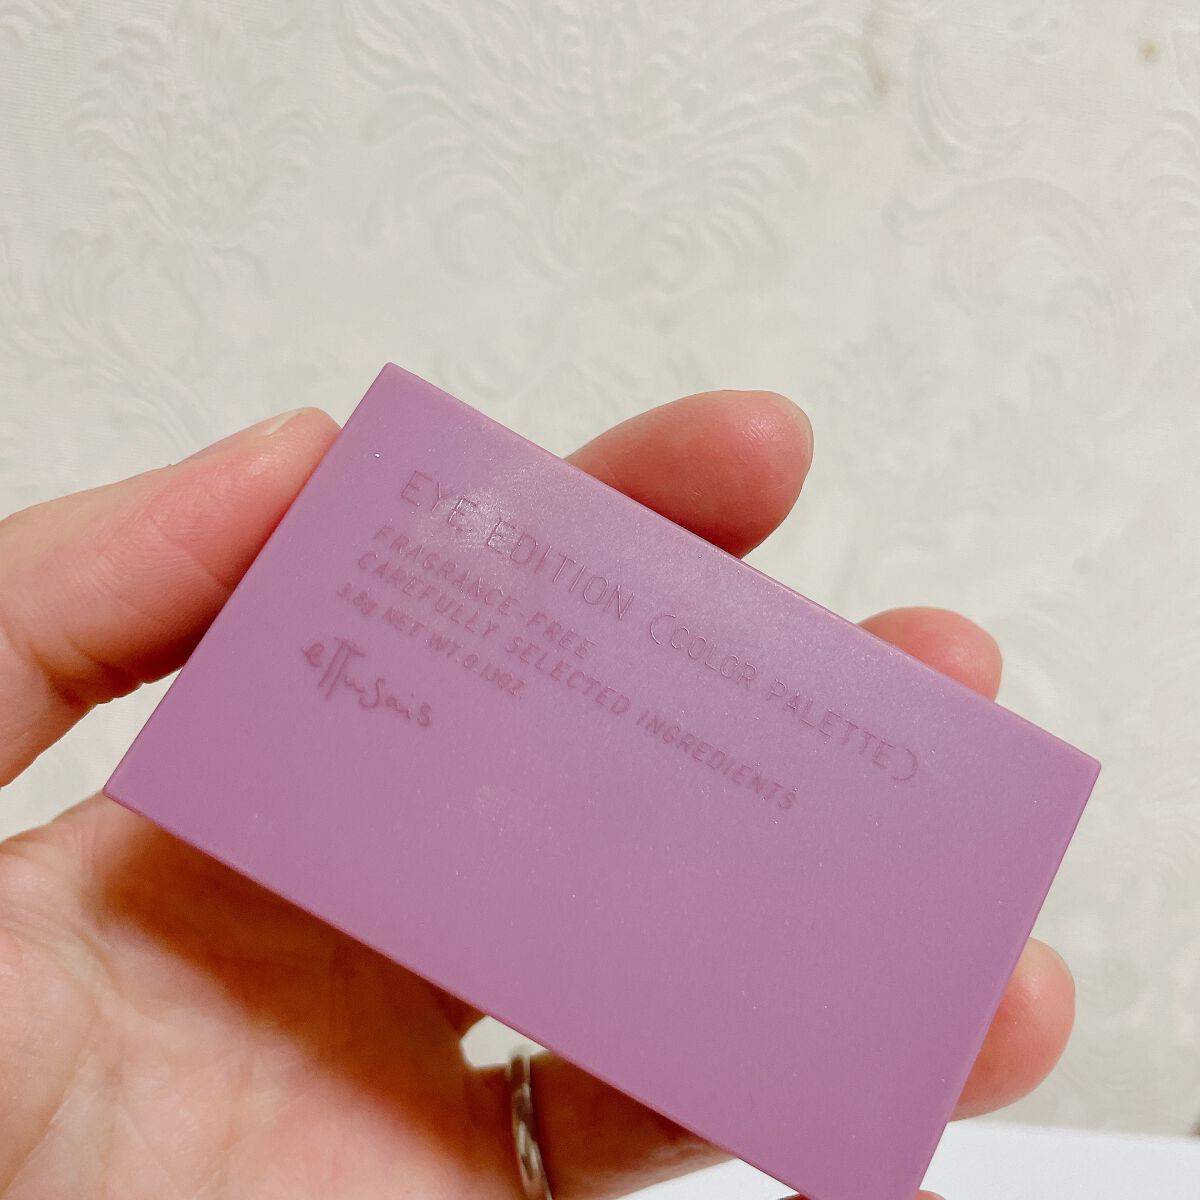 EYE EDITION (COLOR PALETTE)
FRAGRANCE-FREE
CAREFULLY SELECTED INGREDIENTS
3.8g NET WT. 0.13OZ.
eTTusais